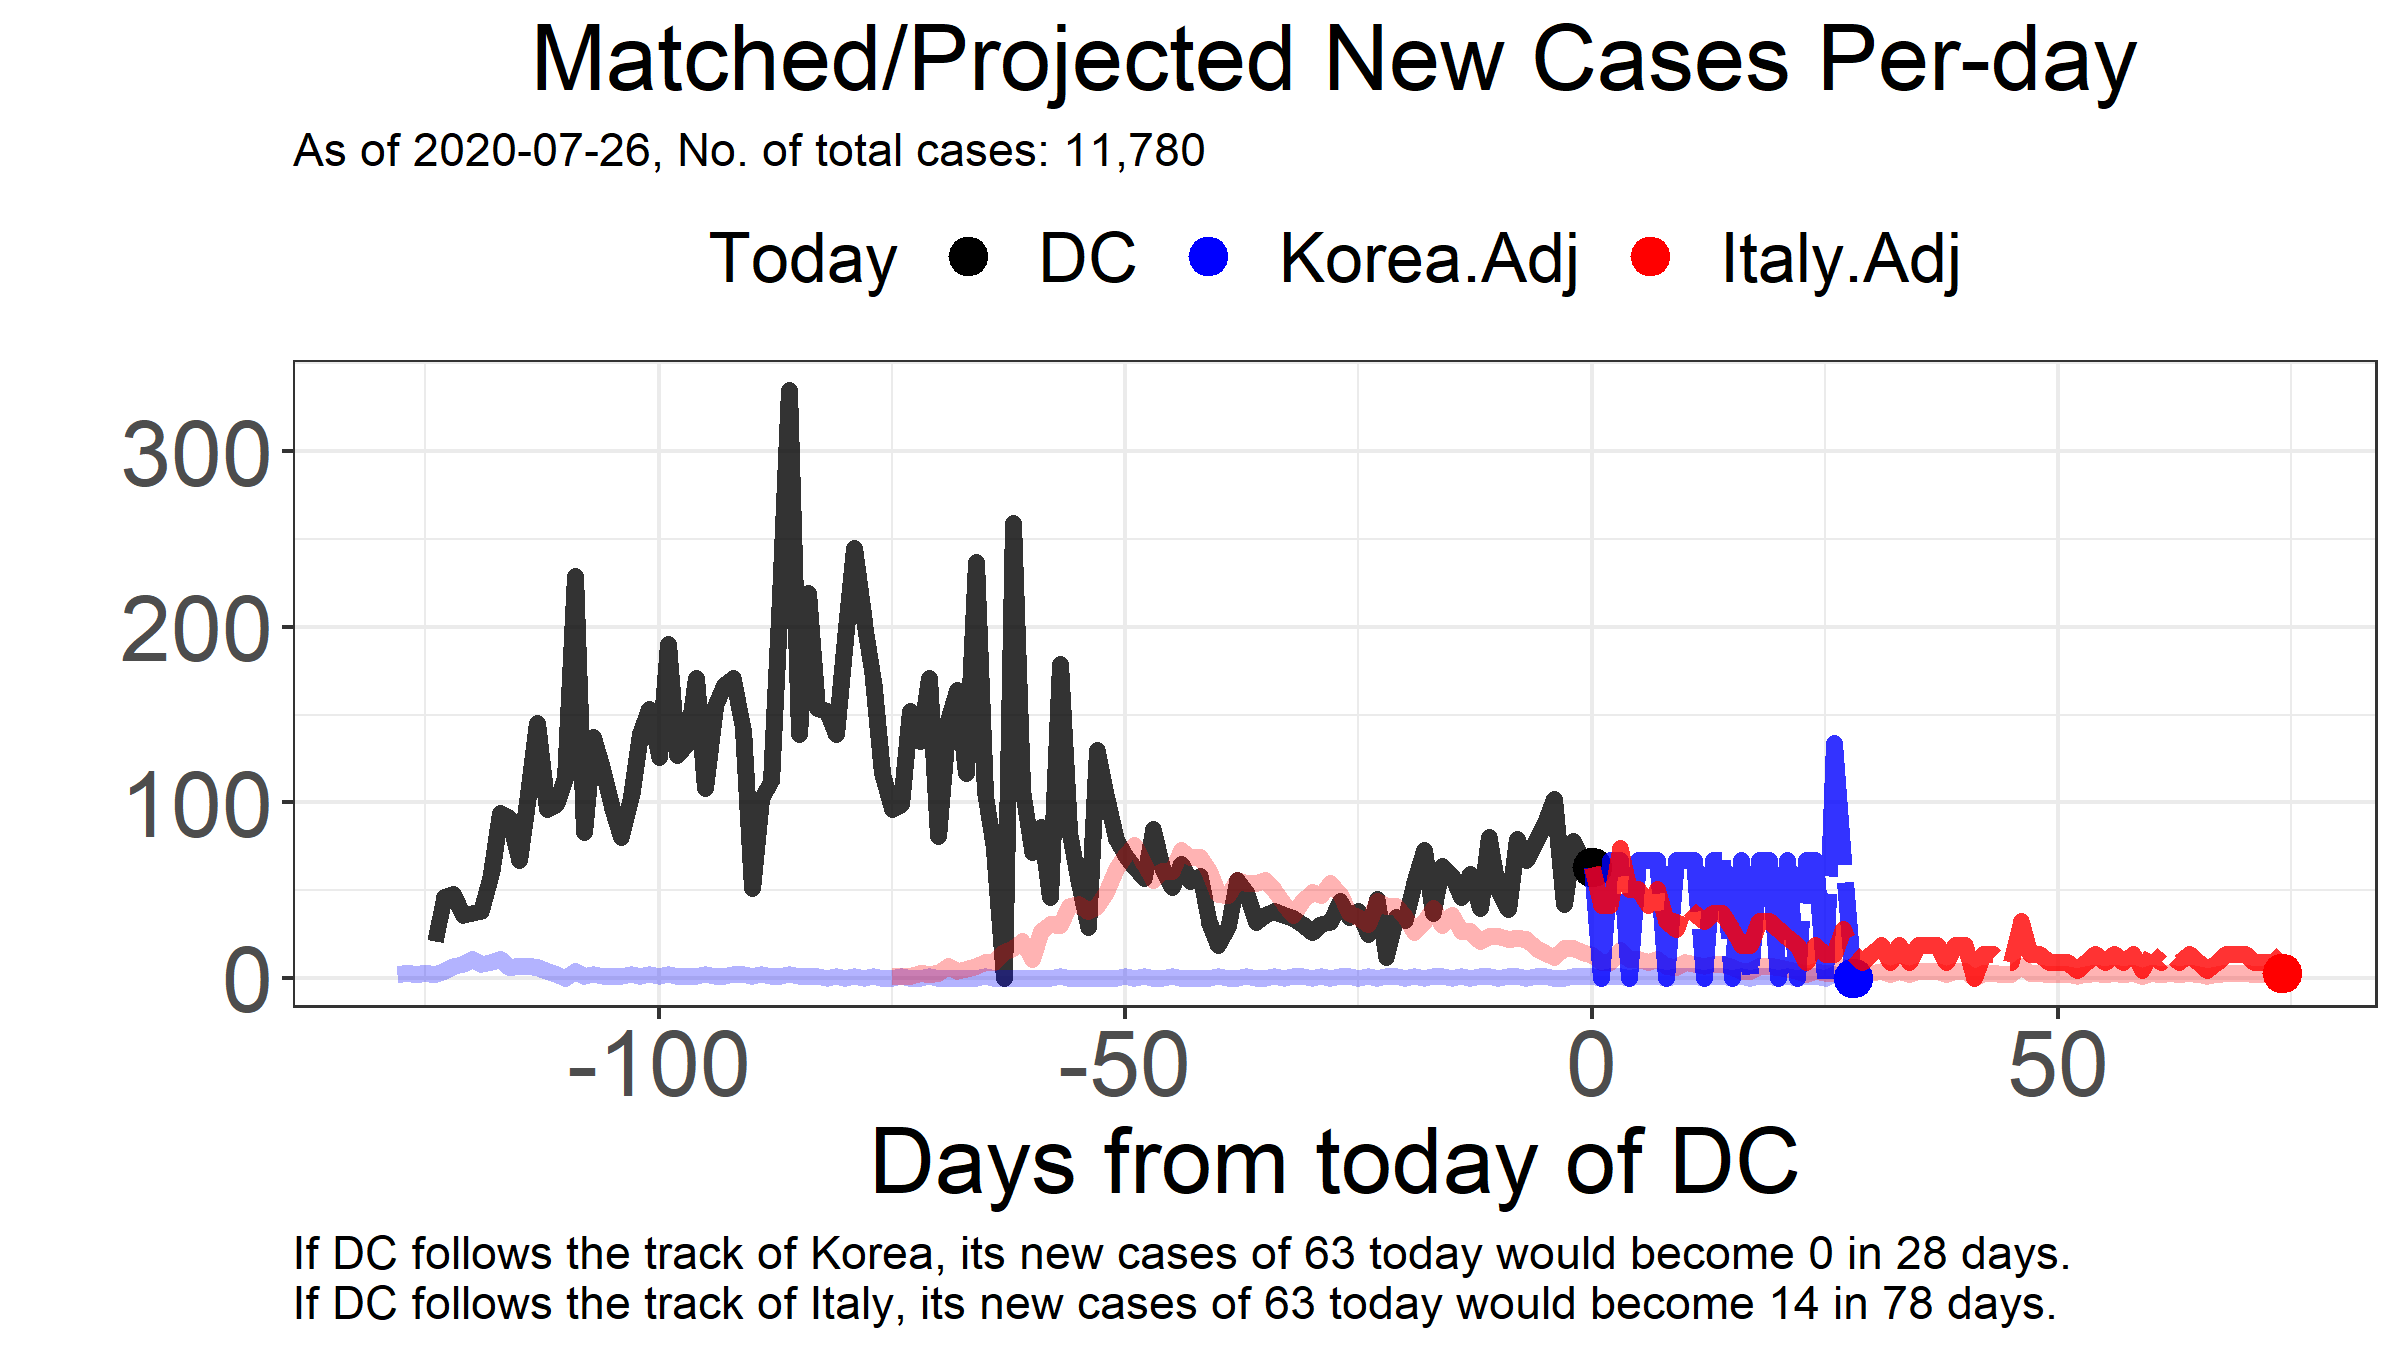 Matched/Projected New Cases Per-day
As of 2020-07-26, No. of total cases: 11,780
Today DC Korea.Adj Italy.Adj
300
200
100
0
-100 -50 0 50
Days from today of DC
If DC follows the track of Korea, its new cases of 63 today would become 0 in 28 days.
If DC follows the track of Italy, its new cases of 63 today would become 14 in 78 days.